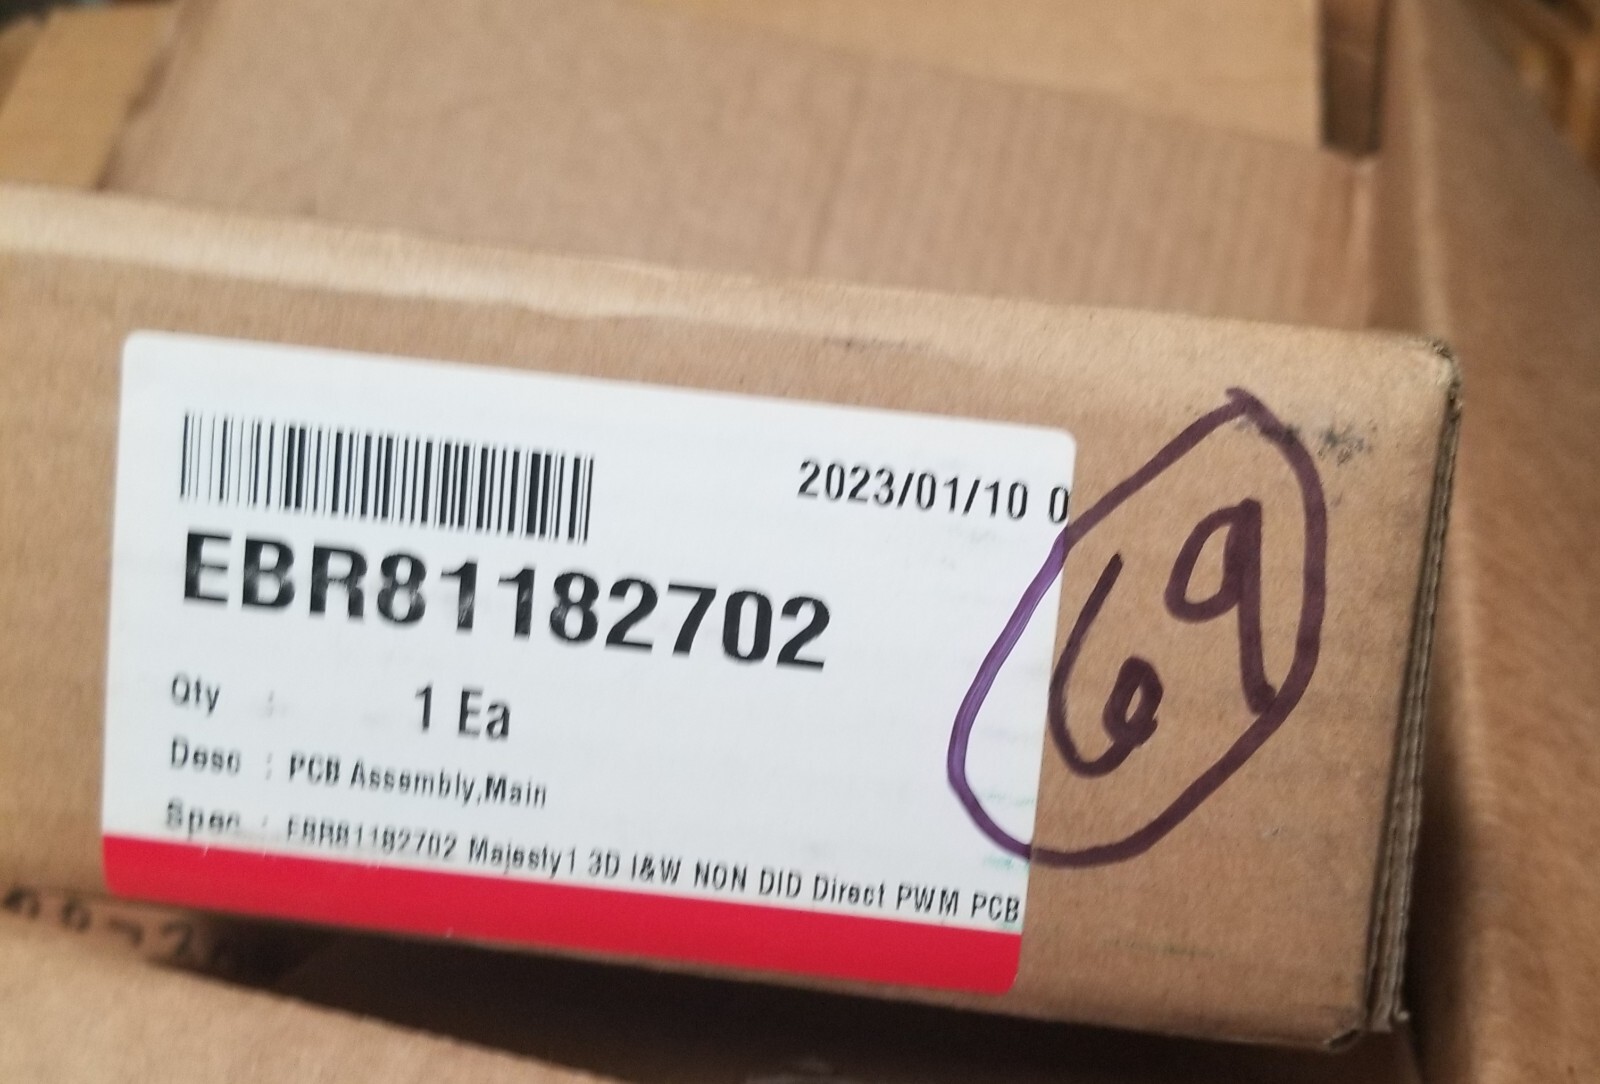 2023/01/10 0
EBR81182702
Qty : 1 Ea
Desc : PCB Assembly,Main
Spec : EBR81182702 Majesty1 3D I&W NON DID Direct PWM PCB
69